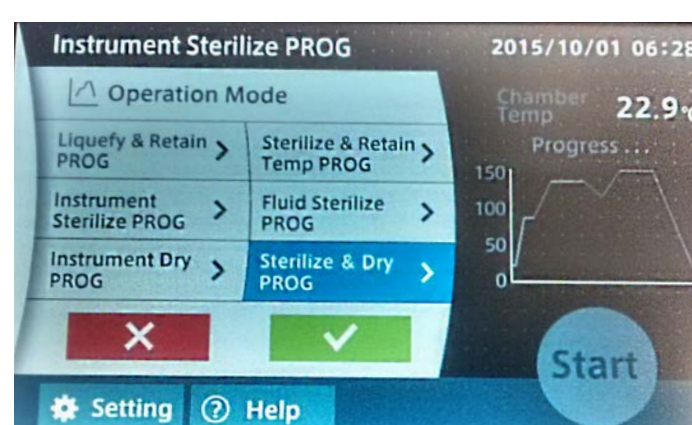 Instrument Sterilize PROG
2015/10/01 06:28
Operation Mode
Liquefy & Retain
PROG
Sterilize & Retain
Temp PROG
Instrument
Sterilize PROG
Fluid Sterilize
PROG
Instrument Dry
PROG
Sterilize & Dry
PROG
Chamber
Temp
22.9℃
Progress ...
150
100
50
0
Start
Setting
Help